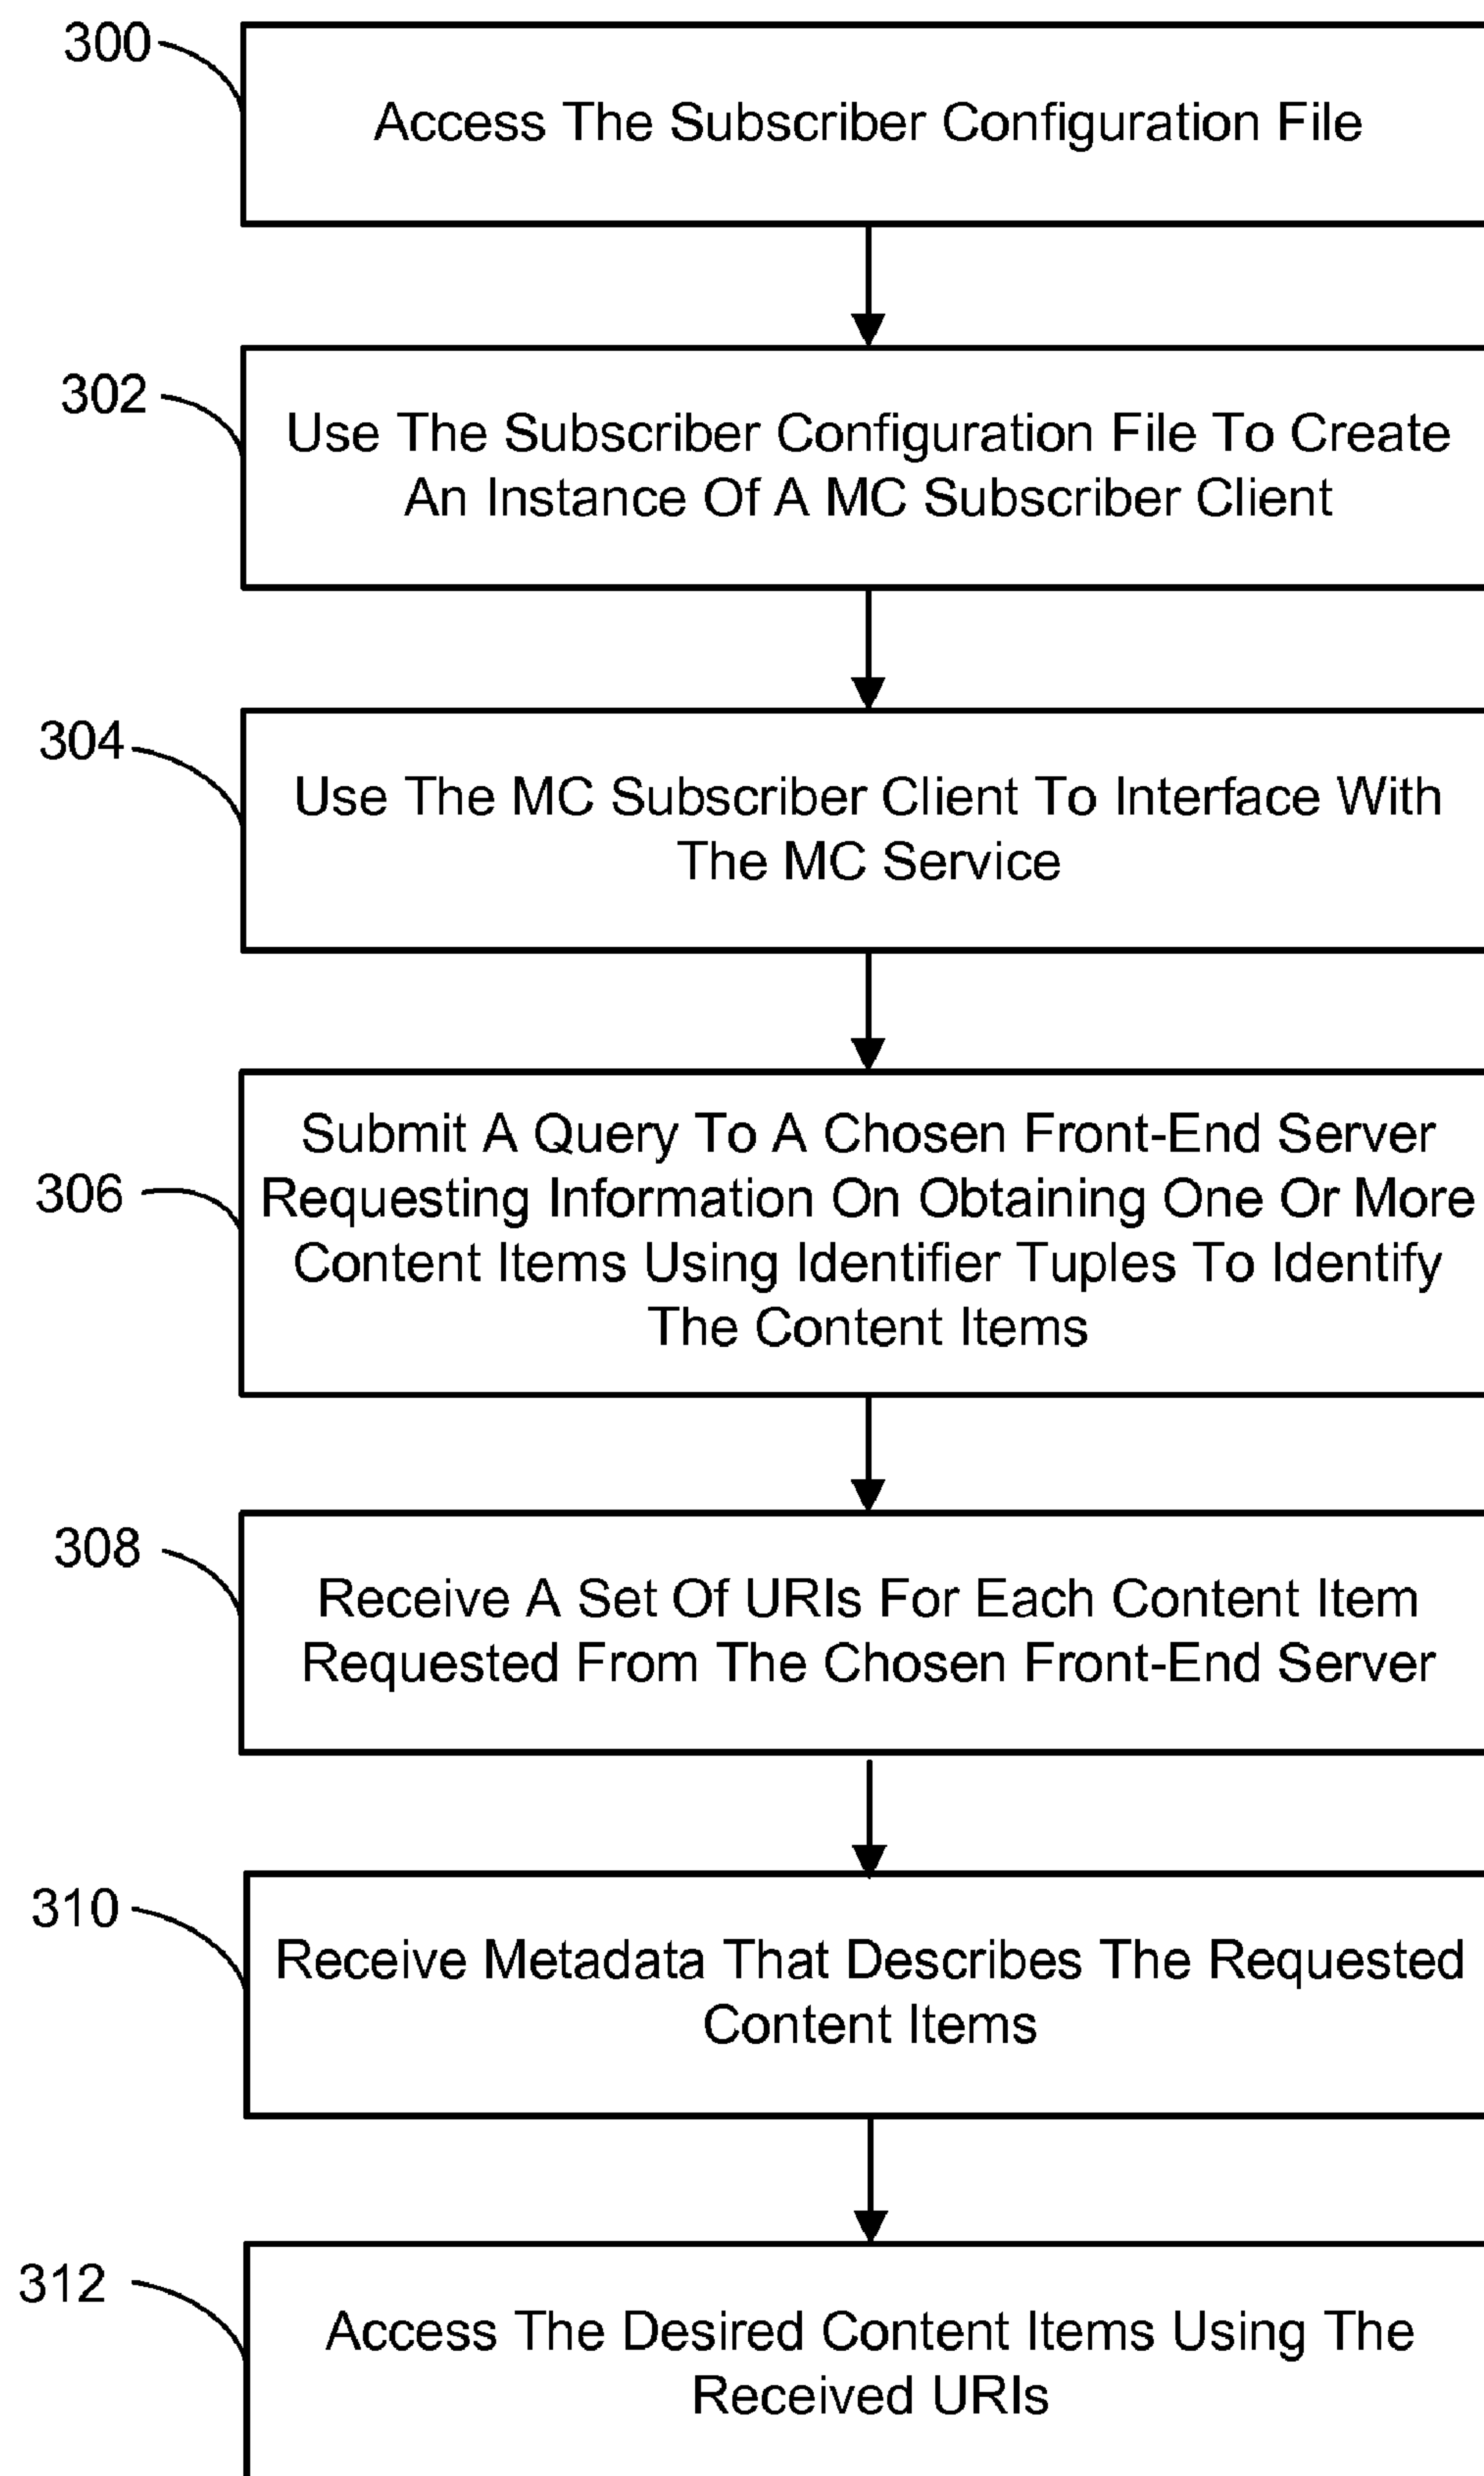 300
Access The Subscriber Configuration File
302
Use The Subscriber Configuration File To Create
An Instance Of A MC Subscriber Client
304
Use The MC Subscriber Client To Interface With
The MC Service
306
Submit A Query To A Chosen Front-End Server
Requesting Information On Obtaining One Or More
Content Items Using Identifier Tuples To Identify
The Content Items
308
Receive A Set Of URIs For Each Content Item
Requested From The Chosen Front-End Server
310
Receive Metadata That Describes The Requested
Content Items
312
Access The Desired Content Items Using The
Received URIs